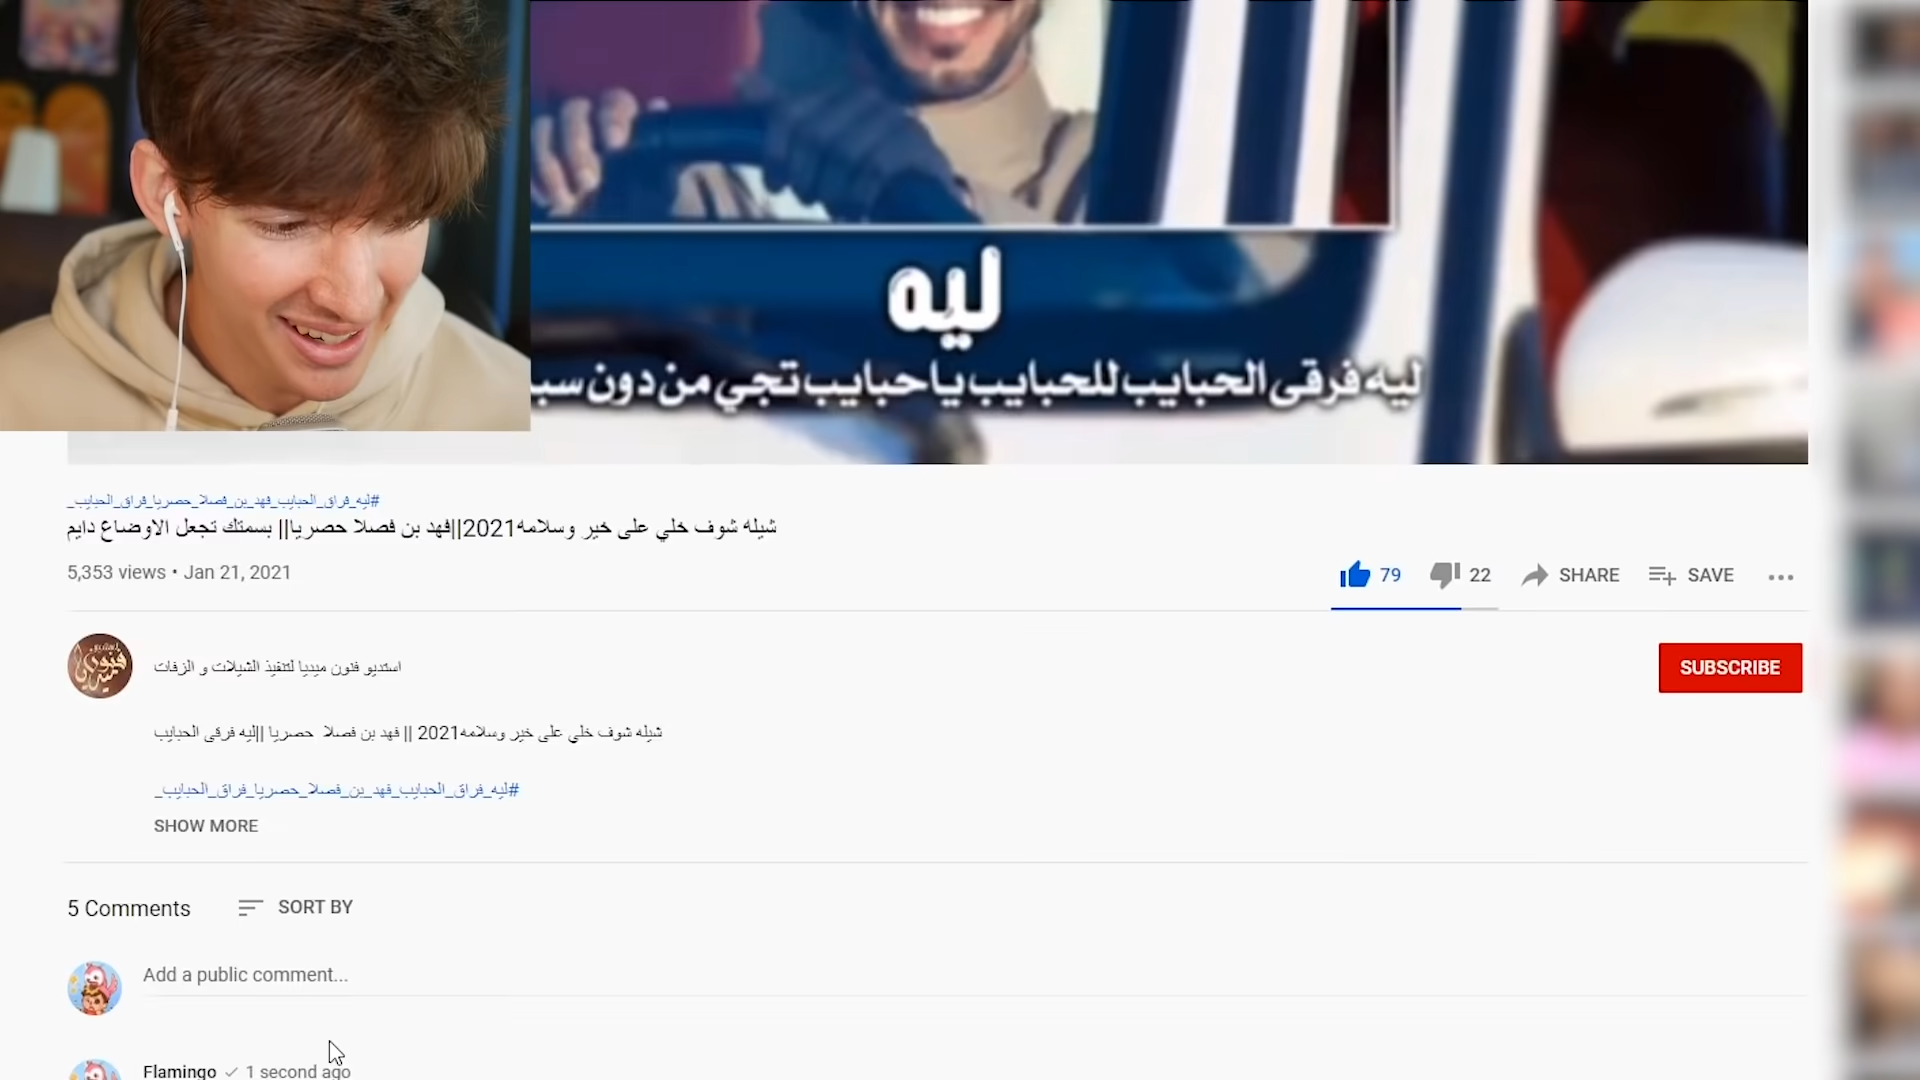 ليه
ليه فرقى الحبايب للحبايب ياحبايب تجي من دون
#ليه_فراق_الحبايب_فهد_بن_فصلا_حصريا_فراق_الحبايب_
شيله شوف خلي على خير وسلامه2021||فهد بن فصلا حصريا|| بسمتك تجعل الاوضاع دايم
5,353 views • Jan 21, 2021
79
22
SHARE
SAVE
استديو فنون ميديا لتنفيذ الشيلات و الزفات
SUBSCRIBE
شيله شوف خلي على خير وسلامه2021 || فهد بن فصلا حصريا ||ليه فرقى الحبايب
#ليه_فراق_الحبايب_فهد_بن_فصلا_حصريا_فراق_الحبايب_
SHOW MORE
5 Comments
SORT BY
Add a public comment...
Flamingo
1 second ago